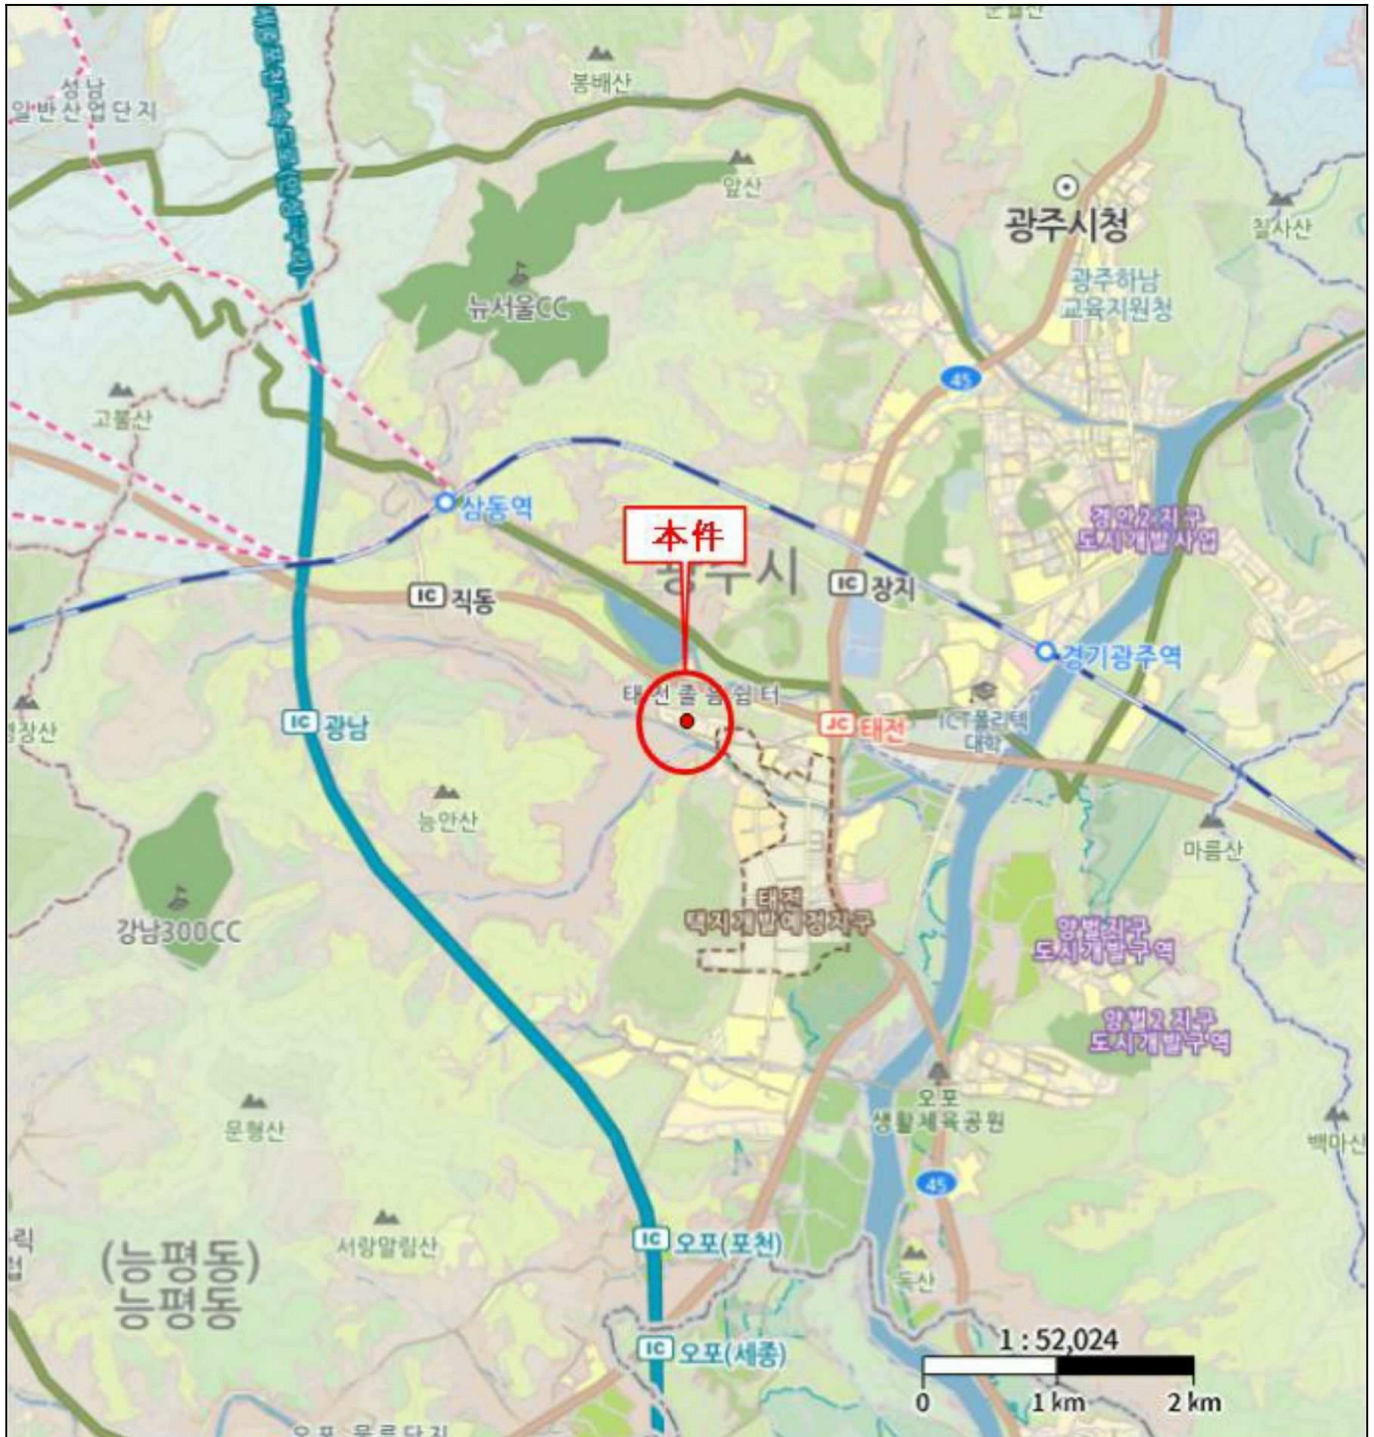 봉배산
성남
일반산업단지
앞산
광주시청
칠사산
광주하남
교육지원청
뉴서울CC
45
고불산
삼동역
경안2지구
도시개발사업
本件
광주시
IC 직동
IC 장지
경기광주역
태전졸음쉼터
IC 광남
JC 태전
ICT폴리텍
대학
능안산
마름산
강남300CC
태전
택지개발예정지구
양벌지구
도시개발구역
양벌2지구
도시개발구역
오포
생활체육공원
문형산
백마산
45
서랑말림산
IC 오포(포천)
(능평동)
능평동
독산
1 : 52,024
IC 오포(세종)
0 1 km 2 km
오포 물류단지